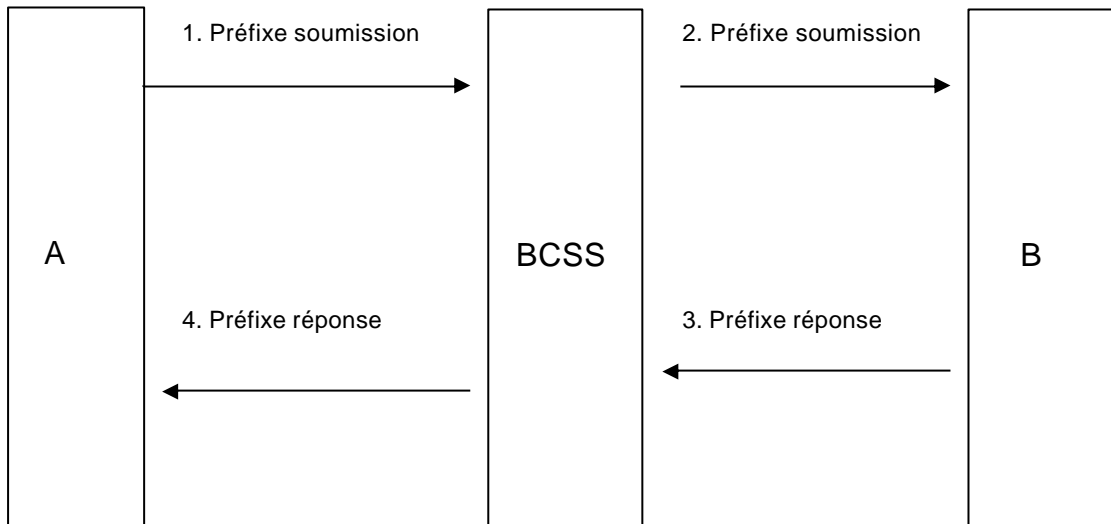 1. Préfixe soumission
2. Préfixe soumission
A
BCSS
B
4. Préfixe réponse
3. Préfixe réponse